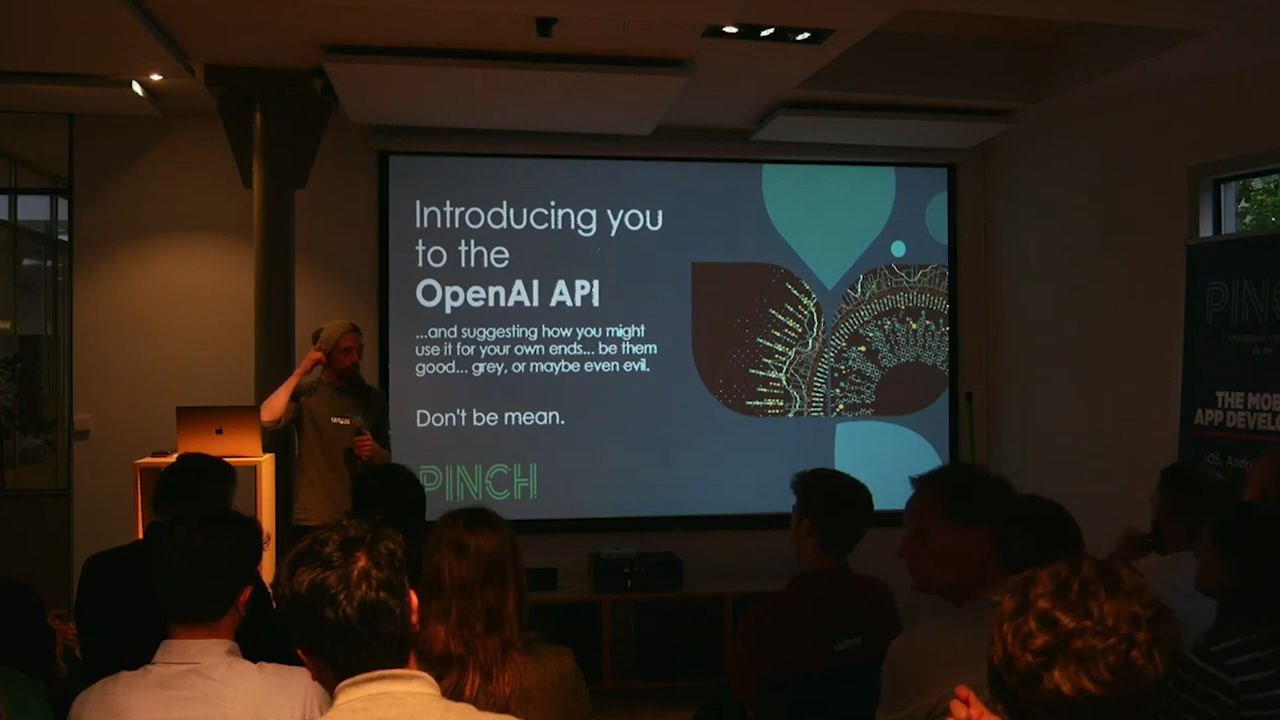 Introducing you
to the
OpenAI API
...and suggesting how you might
use it for your own ends... be them
good... grey, or maybe even evil.
Don't be mean.
PINCH
PINC
THE MOB
APP DEVELO
iOS, Andr